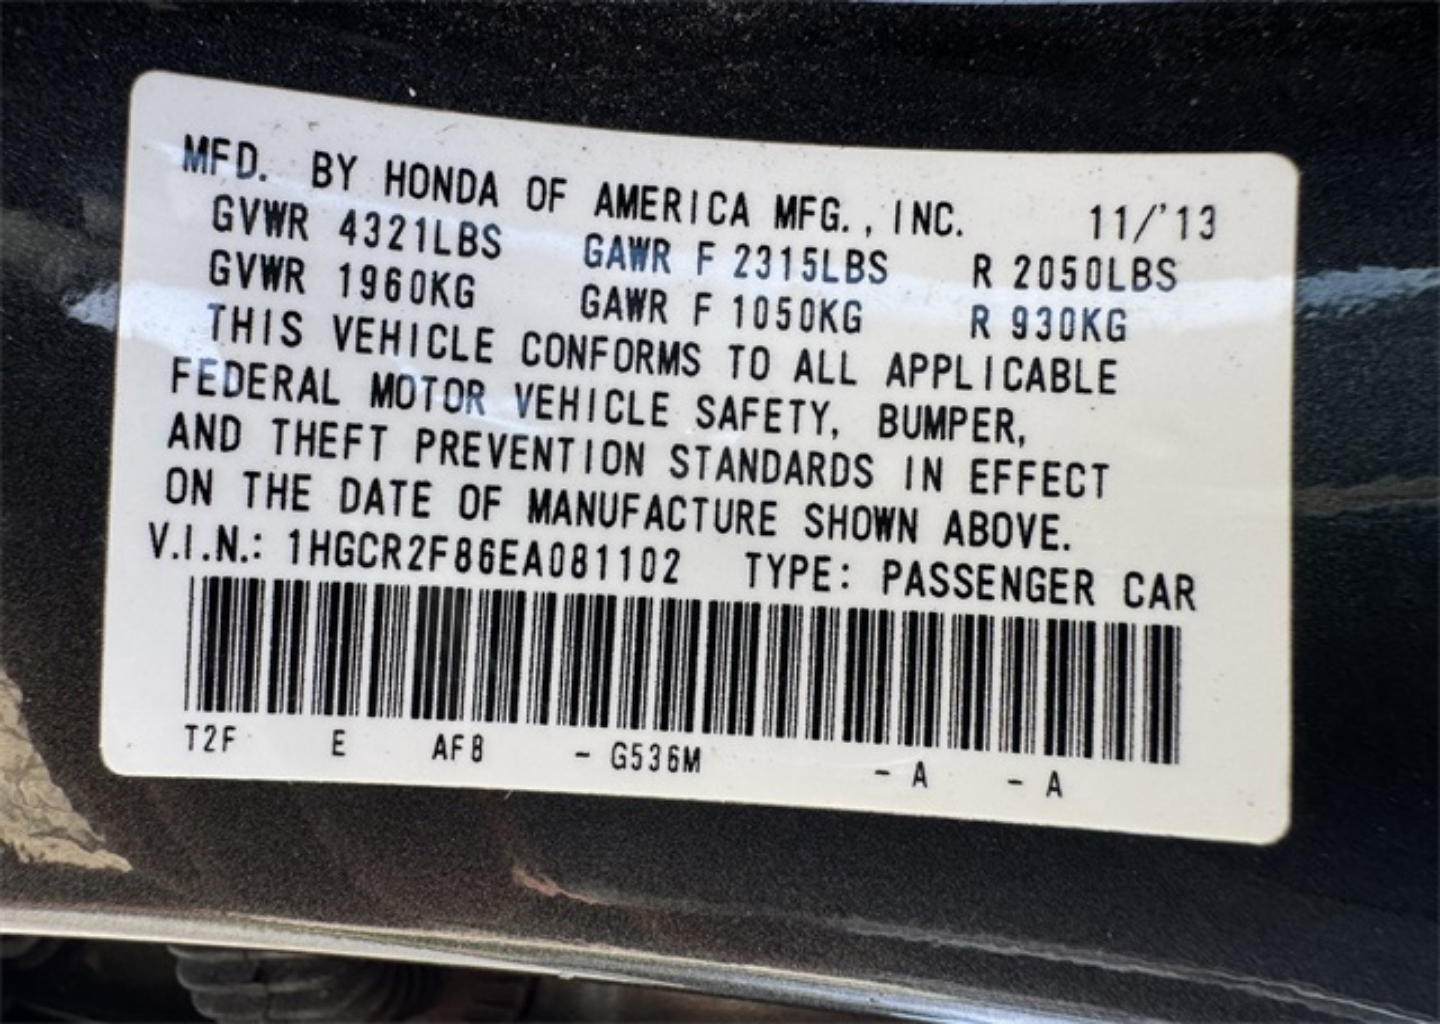 MFD. BY HONDA OF AMERICA MFG., INC. 11/'13
GVWR 4321LBS GAWR F 2315LBS R 2050LBS
GVWR 1960KG GAWR F 1050KG R 930KG
THIS VEHICLE CONFORMS TO ALL APPLICABLE
FEDERAL MOTOR VEHICLE SAFETY, BUMPER,
AND THEFT PREVENTION STANDARDS IN EFFECT
ON THE DATE OF MANUFACTURE SHOWN ABOVE.
V.I.N.: 1HGCR2F86EA081102 TYPE: PASSENGER CAR
T2F E AF8 - G536M - A - A